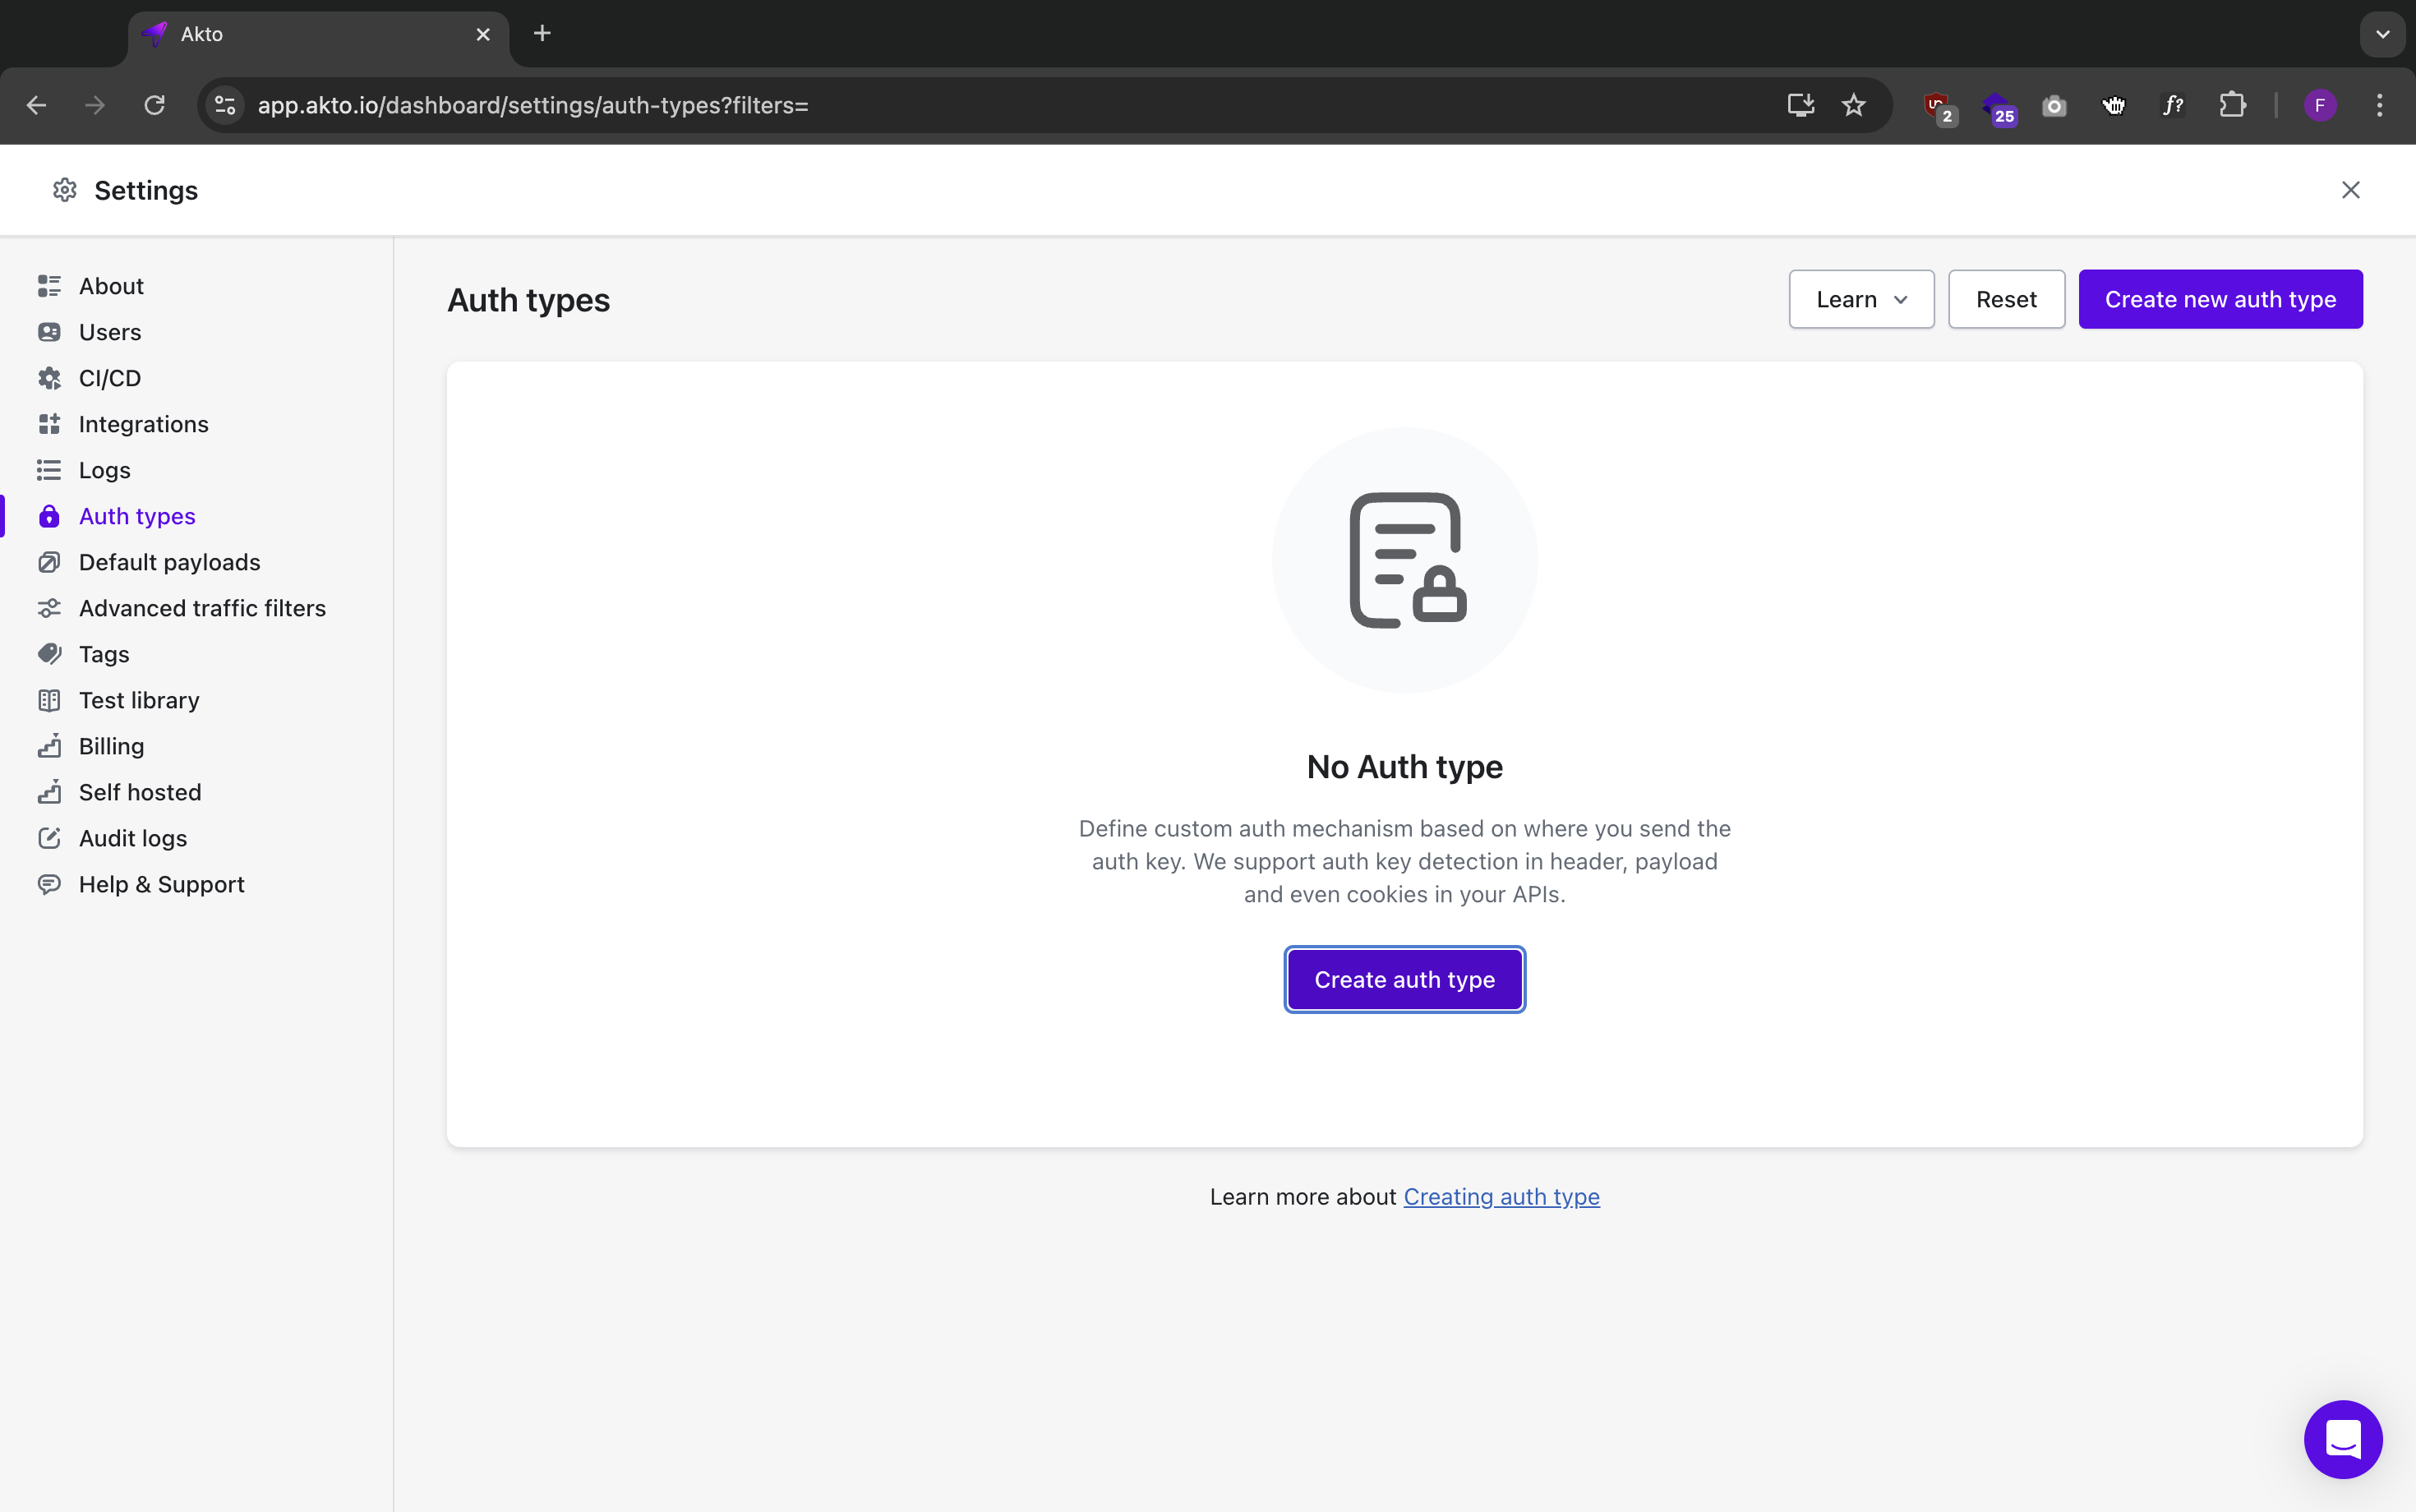 Akto
app.akto.io/dashboard/settings/auth-types?filters=
2
25
f?
F
Settings
About
Users
CI/CD
Integrations
Logs
Auth types
Default payloads
Advanced traffic filters
Tags
Test library
Billing
Self hosted
Audit logs
Help & Support
Auth types
Learn
Reset
Create new auth type
No Auth type
Define custom auth mechanism based on where you send the
auth key. We support auth key detection in header, payload
and even cookies in your APIs.
Create auth type
Learn more about Creating auth type